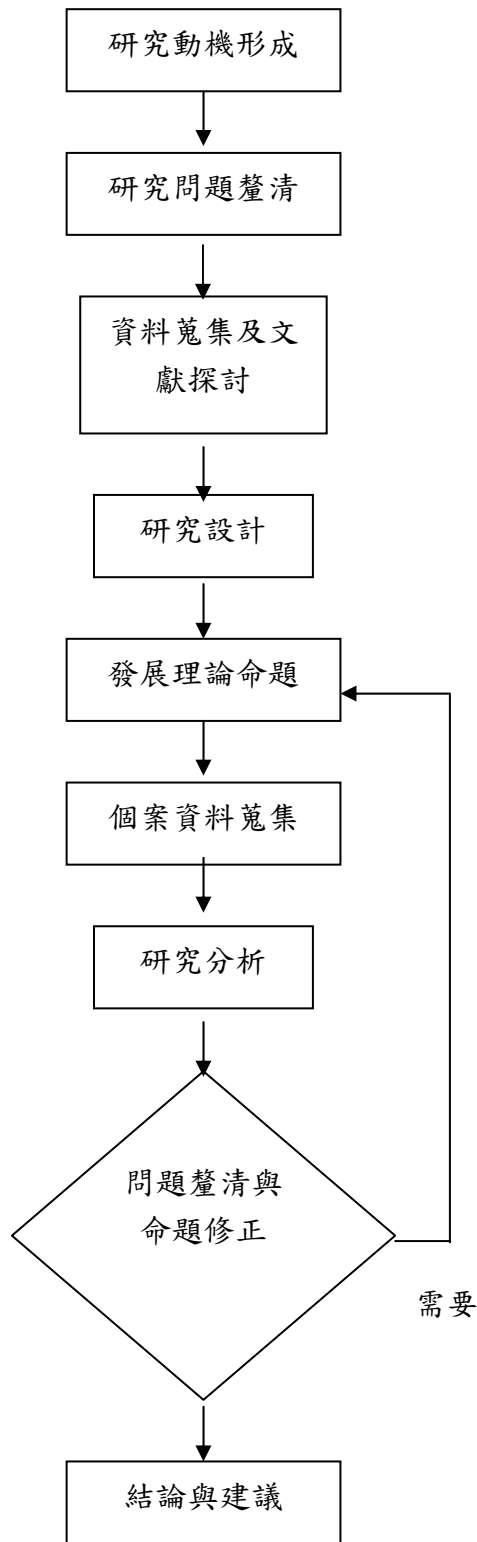 研究動機形成
研究問題釐清
資料蒐集及文
獻探討
研究設計
發展理論命題
個案資料蒐集
研究分析
問題釐清與
命題修正
需要
結論與建議